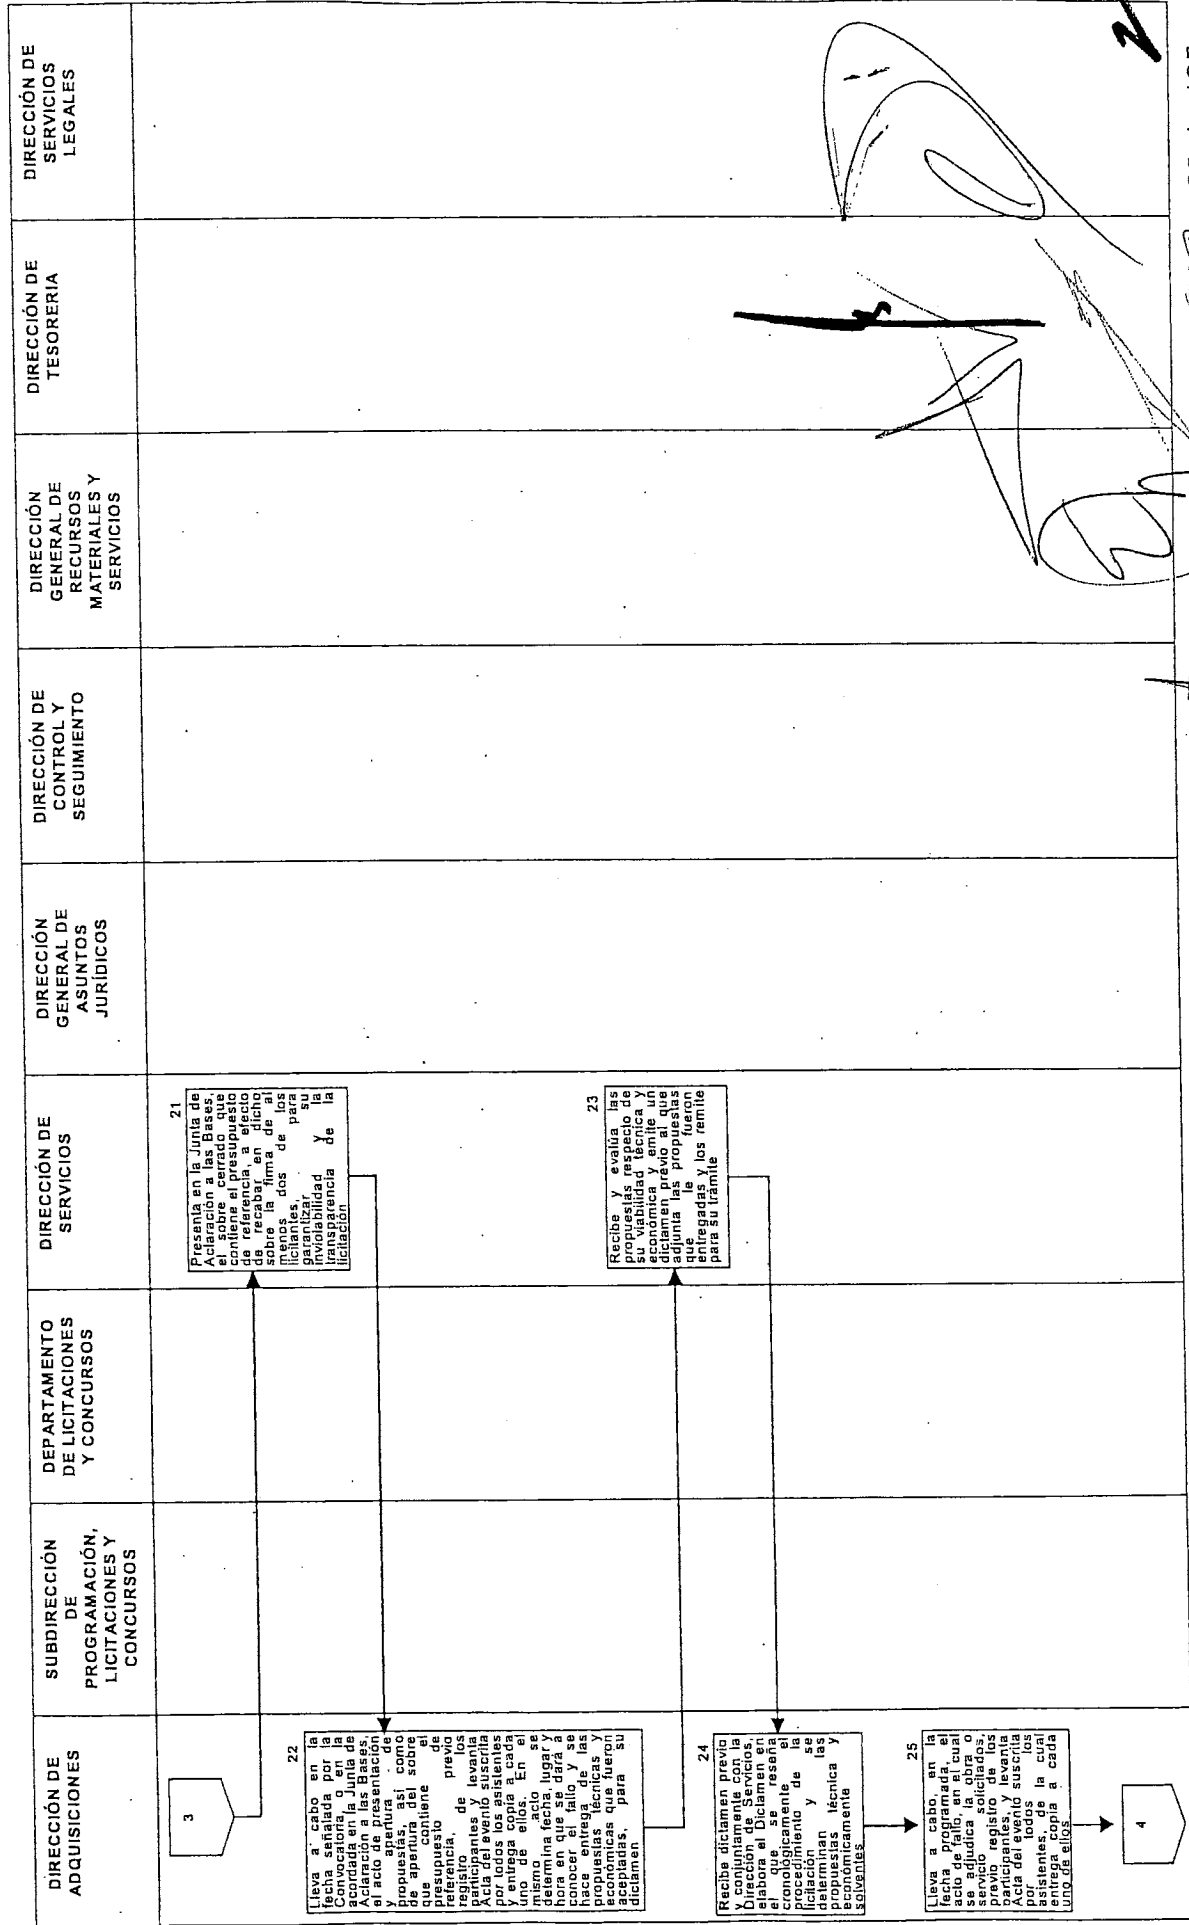 DIRECCIÓN DE
ADQUISICIONES
SUBDIRECCIÓN
DE
PROGRAMACIÓN,
LICITACIONES Y
CONCURSOS
DEPARTAMENTO
DE LICITACIONES
Y CONCURSOS
DIRECCIÓN DE
SERVICIOS
DIRECCIÓN
GENERAL DE
ASUNTOS
JURÍDICOS
DIRECCIÓN DE
CONTROL Y
SEGUIMIENTO
DIRECCIÓN
GENERAL DE
RECURSOS
MATERIALES Y
SERVICIOS
DIRECCIÓN DE
TESORERIA
DIRECCIÓN DE
SERVICIOS
LEGALES
3
21
Presenta en la Junta de
Aclaración a las Bases,
el sobre cerrado que
contiene el presupuesto
de referencia, a efecto
de recabar en dicho
sobre la firma de al
menos dos de los
licitantes, para
garantizar su
inviolabilidad y la
transparencia de la
licitación
22
Lleva a cabo en la
fecha señalada por la
Convocatoria, o en la
acordada en la Junta de
Aclaración a las Bases,
el acto de presentación
y apertura de
propuestas, así como
de apertura del sobre
que contiene el
presupuesto de
referencia, previo
registro de los
participantes y levanta
Acta del evento suscrita
por todos los asistentes
y entrega copia a cada
uno de ellos. En el
mismo acto se
determina fecha, lugar y
hora en que se dará a
conocer el fallo y se
hace entrega de las
propuestas técnicas y
económicas que fueron
aceptadas, para su
dictamen
23
Recibe y evalúa las
propuestas respecto de
su viabilidad técnica y
económica y emite un
dictamen previo al que
adjunta las propuestas
que le fueron
entregadas y los remite
para su trámite
24
Recibe dictamen previo
y conjuntamente con la
Dirección de Servicios,
elabora el Dictamen en
el que se reseña
cronológicamente el
procedimiento de la
licitación y se
determinan las
propuestas técnica y
económicamente
solventes
25
Lleva a cabo, en la
fecha programada, el
acto de fallo, en el cual
se adjudica la obra o
servicio solicitados,
previo registro de los
participantes, y levanta
Acta del evento suscrita
por todos los
asistentes, de la cual
entrega copia a cada
uno de ellos
4